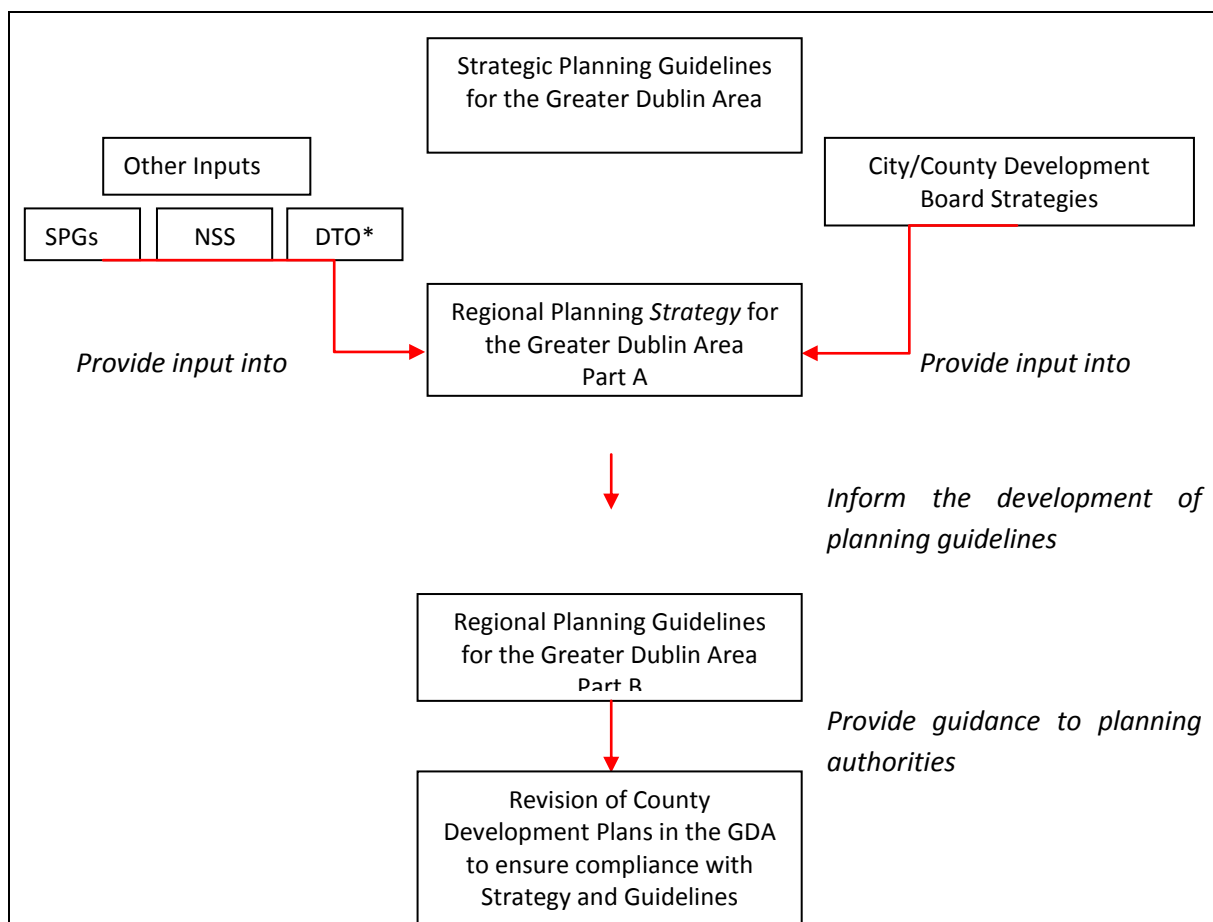 Strategic Planning Guidelines
for the Greater Dublin Area
Other Inputs
City/County Development
Board Strategies
SPGs
NSS
DTO*
Regional Planning Strategy for
the Greater Dublin Area
Part A
Provide input into
Provide input into
Inform the development of
planning guidelines
Regional Planning Guidelines
for the Greater Dublin Area
Part B
Provide guidance to planning
authorities
Revision of County
Development Plans in the GDA
to ensure compliance with
Strategy and Guidelines